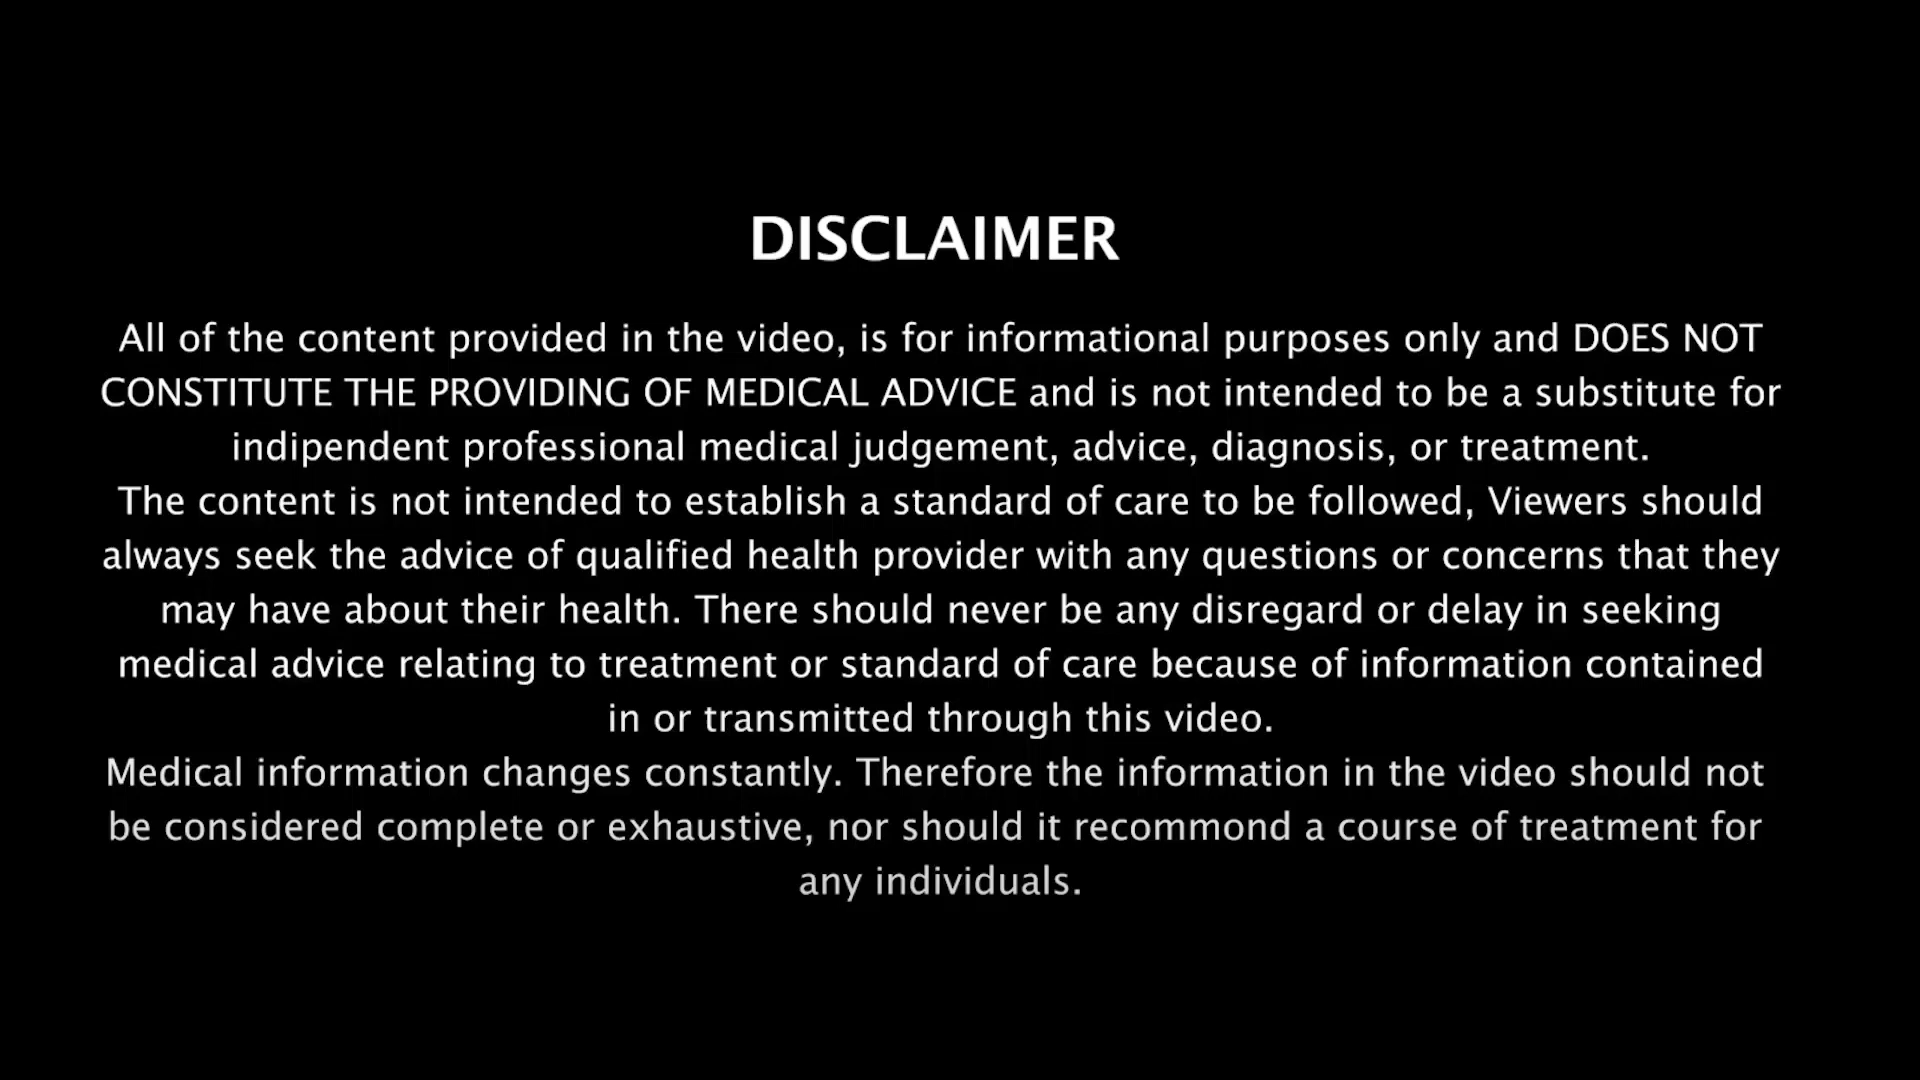 DISCLAIMER
All of the content provided in the video, is for informational purposes only and DOES NOT
CONSTITUTE THE PROVIDING OF MEDICAL ADVICE and is not intended to be a substitute for
indipendent professional medical judgement, advice, diagnosis, or treatment.
The content is not intended to establish a standard of care to be followed, Viewers should
always seek the advice of qualified health provider with any questions or concerns that they
may have about their health. There should never be any disregard or delay in seeking
medical advice relating to treatment or standard of care because of information contained
in or transmitted through this video.
Medical information changes constantly. Therefore the information in the video should not
be considered complete or exhaustive, nor should it recommond a course of treatment for
any individuals.